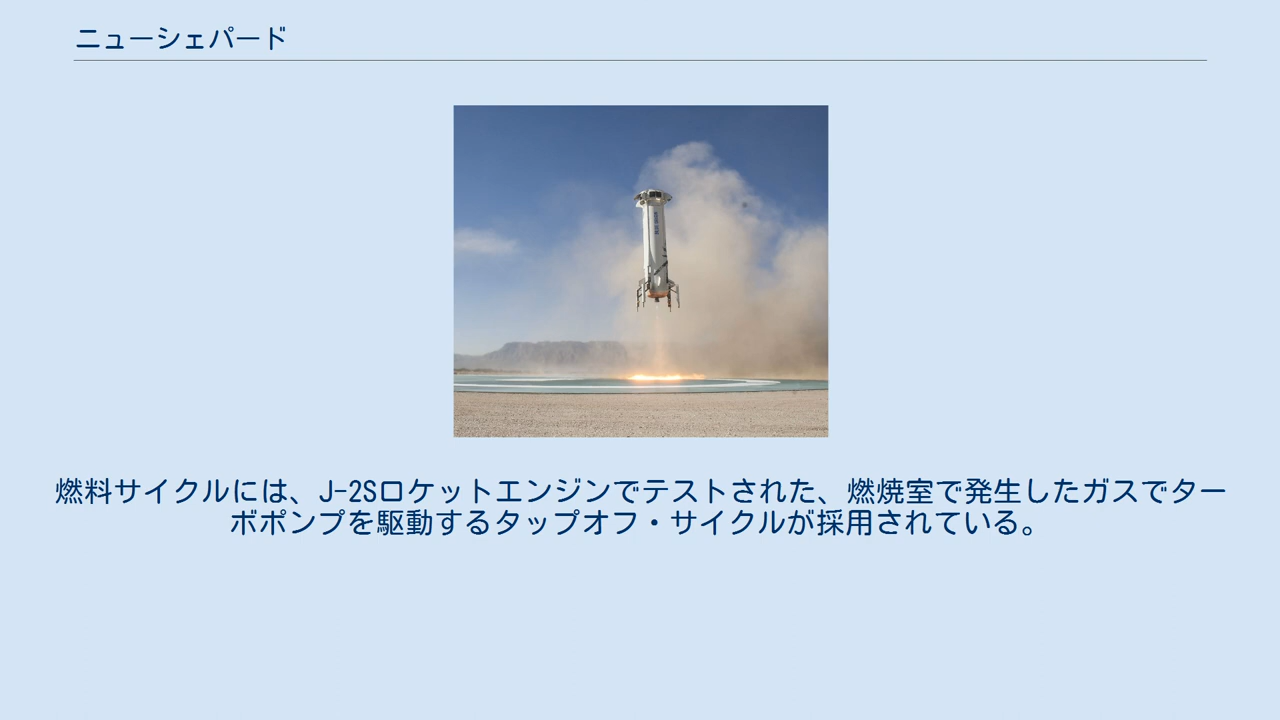 ニューシェパード
燃料サイクルには、J-2Sロケットエンジンでテストされた、燃焼室で発生したガスでター
ボポンプを駆動するタップオフ・サイクルが採用されている。